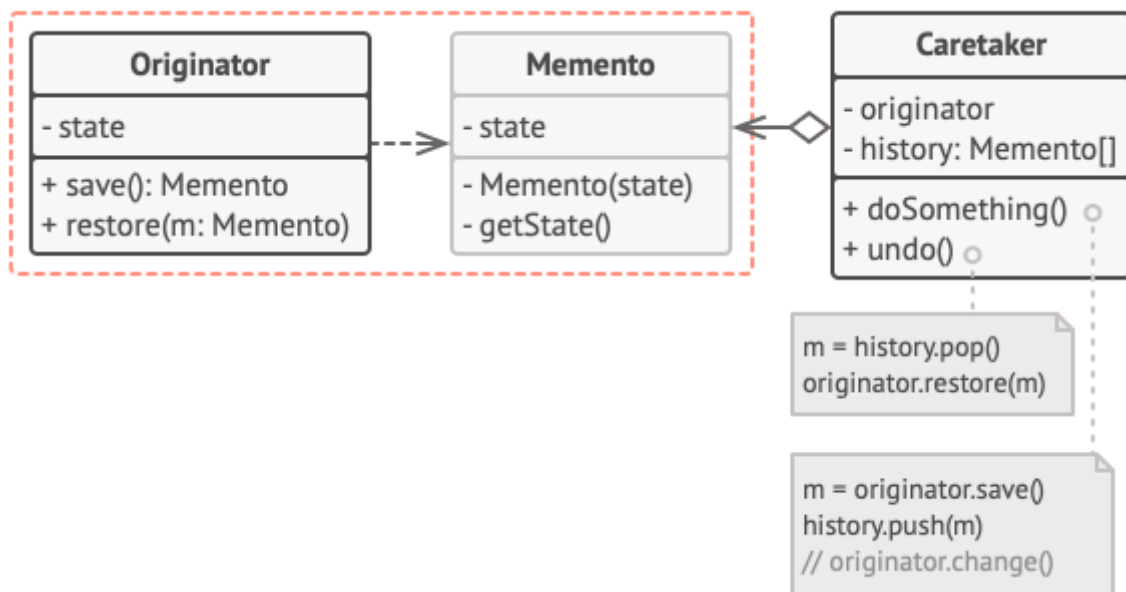 Originator
- state
+ save(): Memento
+ restore(m: Memento)
Memento
- state
- Memento(state)
- getState()
Caretaker
- originator
- history: Memento[]
+ doSomething()
+ undo()
m = history.pop()
originator.restore(m)
m = originator.save()
history.push(m)
// originator.change()